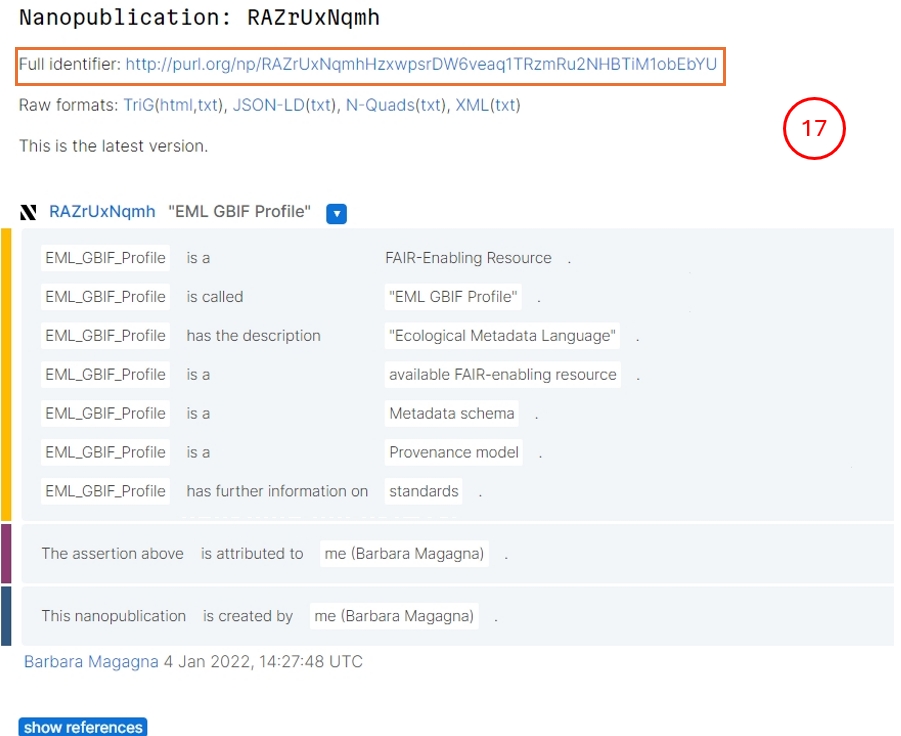 Nanopublication: RAZrUxNqmh
Full identifier: http://purl.org/np/RAZrUxNqmhHzxwpsrDW6veaq1TRzmRu2NHBTiM1obEbYU
Raw formats: TriG(html,txt), JSON-LD(txt), N-Quads(txt), XML(txt)
17
This is the latest version.
RAZrUxNqmh "EML GBIF Profile"
EML_GBIF_Profile is a FAIR-Enabling Resource .
EML_GBIF_Profile is called "EML GBIF Profile" .
EML_GBIF_Profile has the description "Ecological Metadata Language" .
EML_GBIF_Profile is a available FAIR-enabling resource .
EML_GBIF_Profile is a Metadata schema .
EML_GBIF_Profile is a Provenance model .
EML_GBIF_Profile has further information on standards .
The assertion above is attributed to me (Barbara Magagna) .
This nanopublication is created by me (Barbara Magagna) .
Barbara Magagna 4 Jan 2022, 14:27:48 UTC
show references